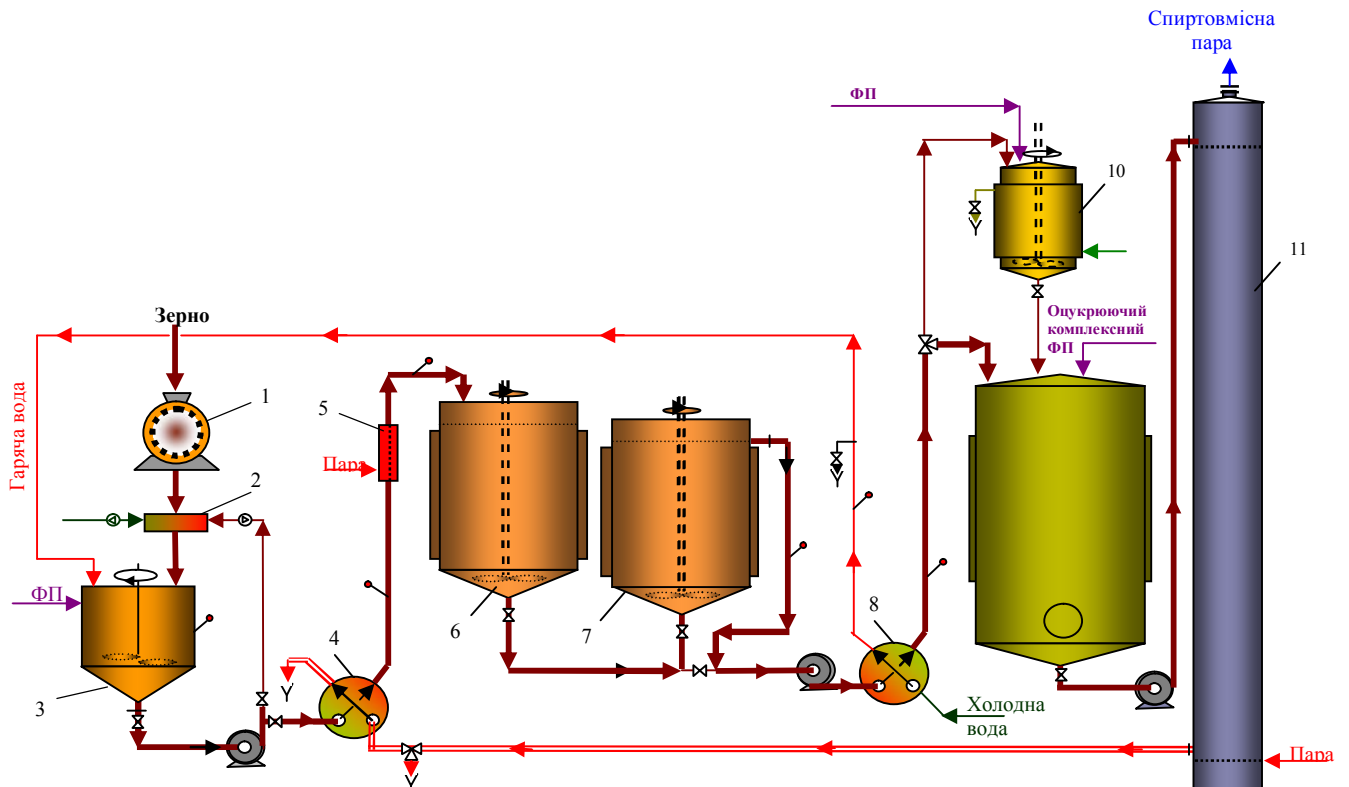 Спиртовмісна
пара
ФП
10
11
Оцукрюючий
комплексний
ФП
Зерно
1
5
Гаряча вода
Пара
2
ФП
3
4
6
7
8
Холодна
вода
Пара